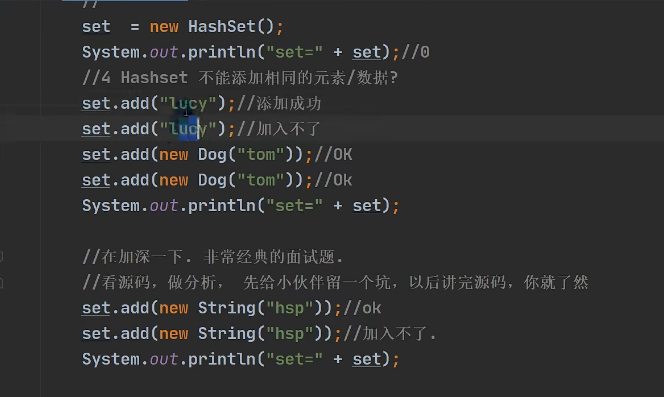 //
set = new HashSet();
System.out.println("set=" + set);//0
//4 Hashset 不能添加相同的元素/数据?
set.add("lucy");//添加成功
set.add("lucy");//加入不了
set.add(new Dog("tom"));//OK
set.add(new Dog("tom"));//Ok
System.out.println("set=" + set);
//在加深一下. 非常经典的面试题.
//看源码,做分析, 先给小伙伴留一个坑,以后讲完源码,你就了然
set.add(new String("hsp"));//ok
set.add(new String("hsp"));//加入不了.
System.out.println("set=" + set);